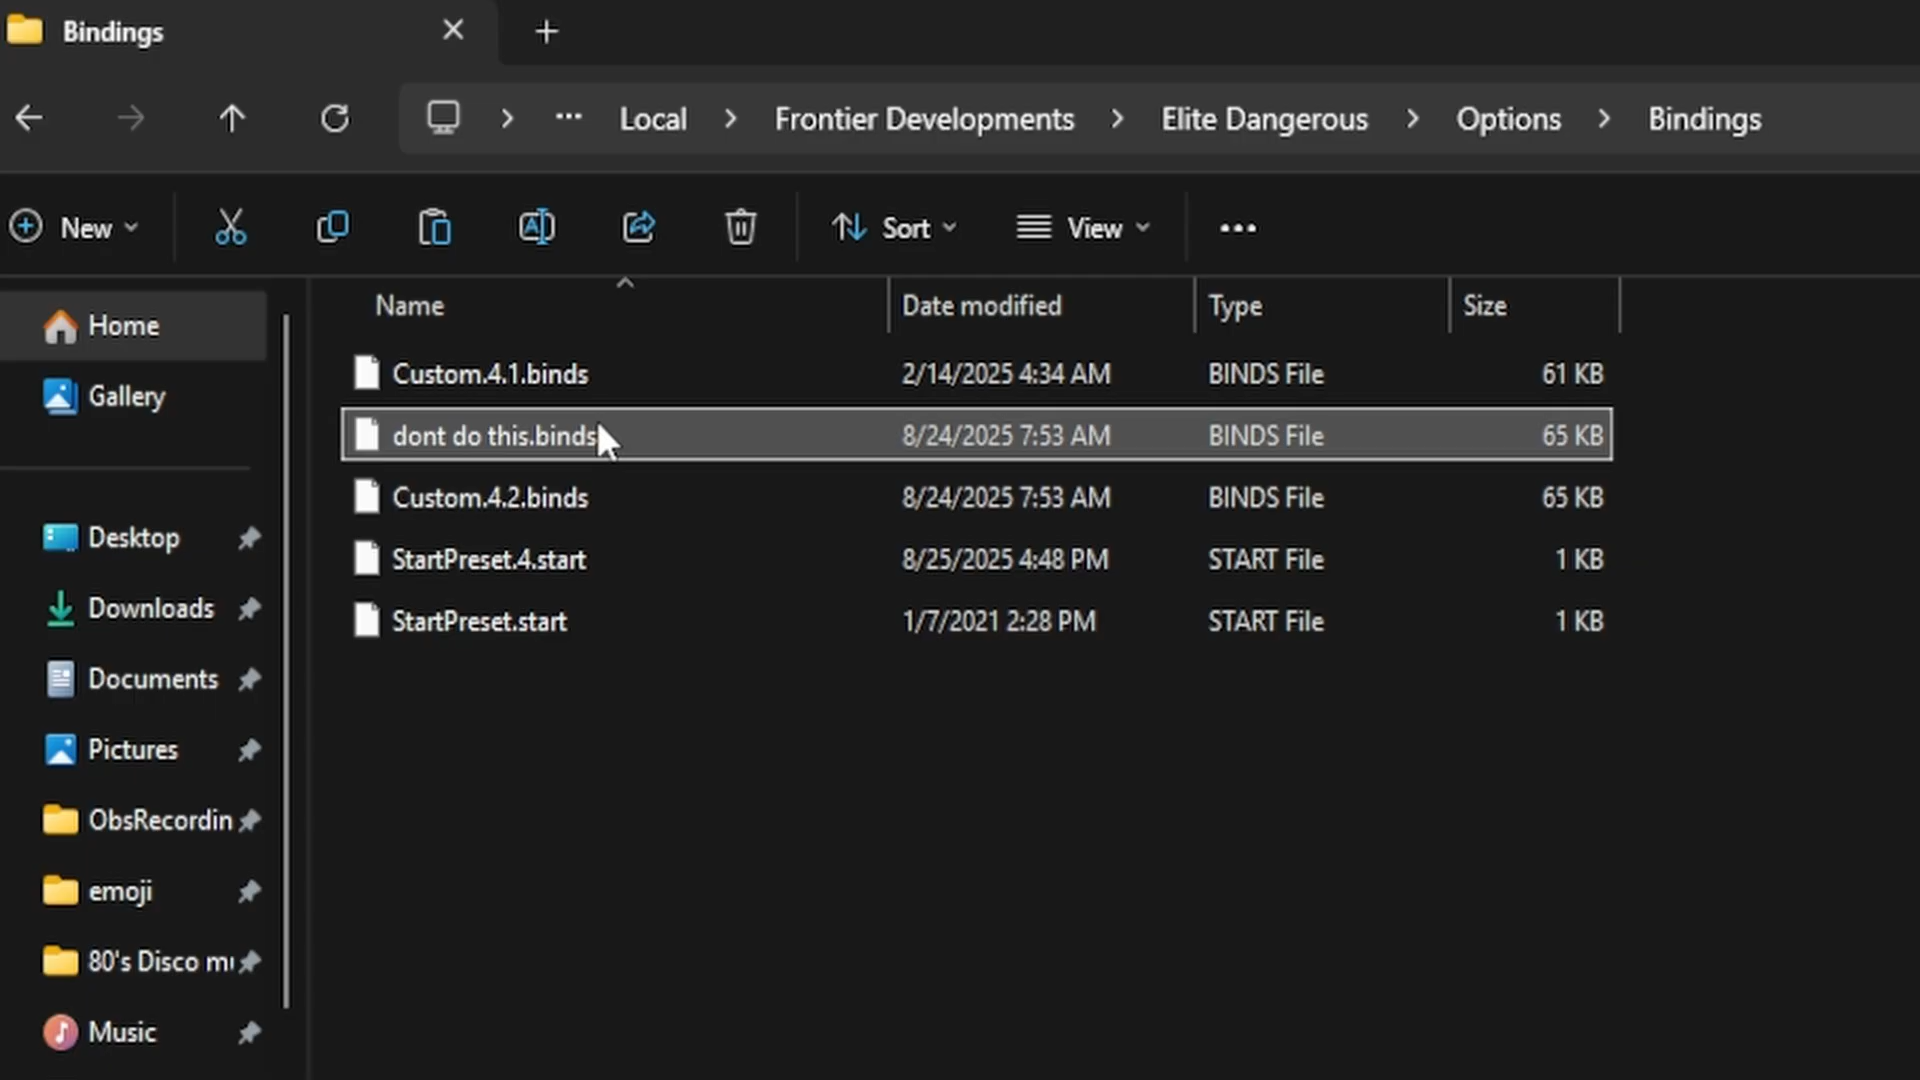 Bindings
Local > Frontier Developments > Elite Dangerous > Options > Bindings
New
Sort
View
Name
Date modified
Type
Size
Home
Gallery
Desktop
Downloads
Documents
Pictures
ObsRecordin
emoji
80's Disco mu
Music
Custom.4.1.binds 2/14/2025 4:34 AM BINDS File 61 KB
dont do this.binds 8/24/2025 7:53 AM BINDS File 65 KB
Custom.4.2.binds 8/24/2025 7:53 AM BINDS File 65 KB
StartPreset.4.start 8/25/2025 4:48 PM START File 1 KB
StartPreset.start 1/7/2021 2:28 PM START File 1 KB